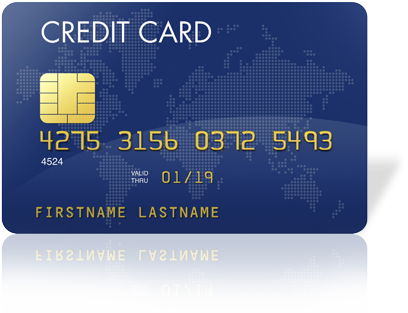 CREDIT CARD
4275 3156 0372 5493
4524
VALID
THRU 01/19
FIRSTNAME LASTNAME